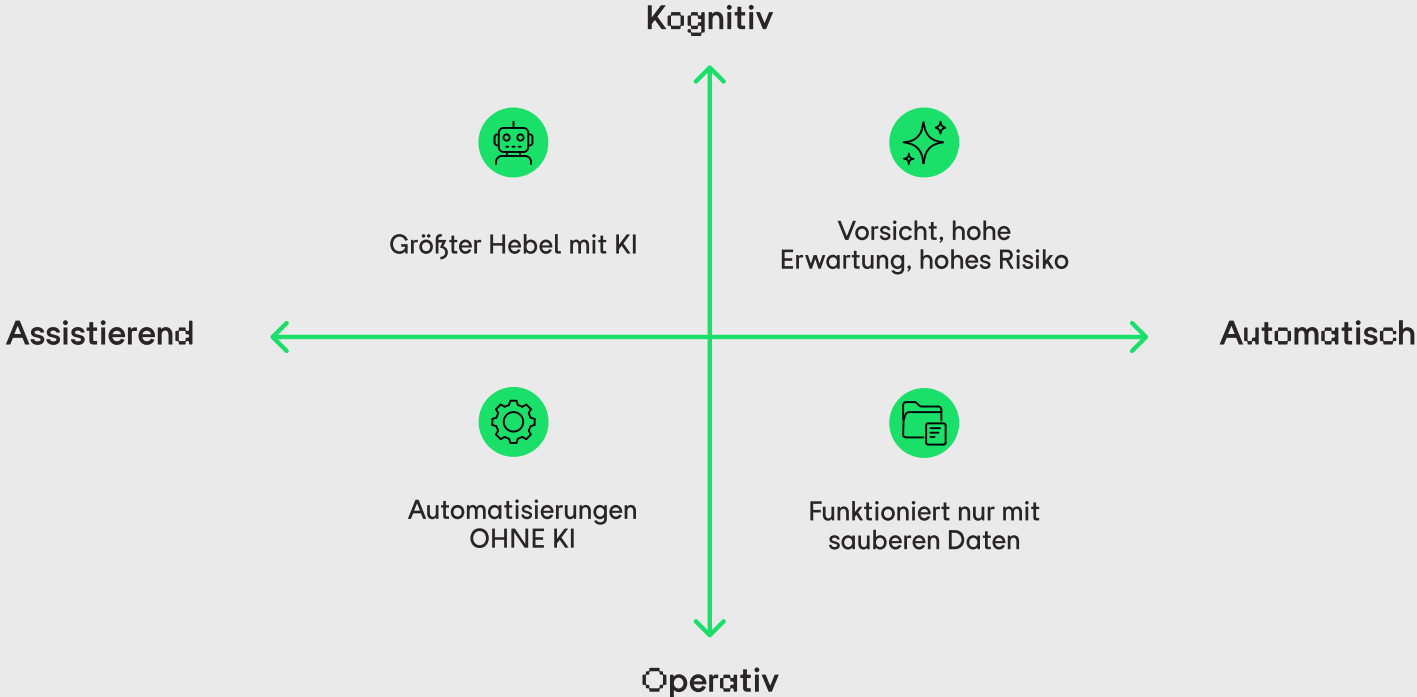 Kognitiv
Größter Hebel mit KI
Vorsicht, hohe
Erwartung, hohes Risiko
Assistierend
Automatisch
Automatisierungen
OHNE KI
Funktioniert nur mit
sauberen Daten
Operativ